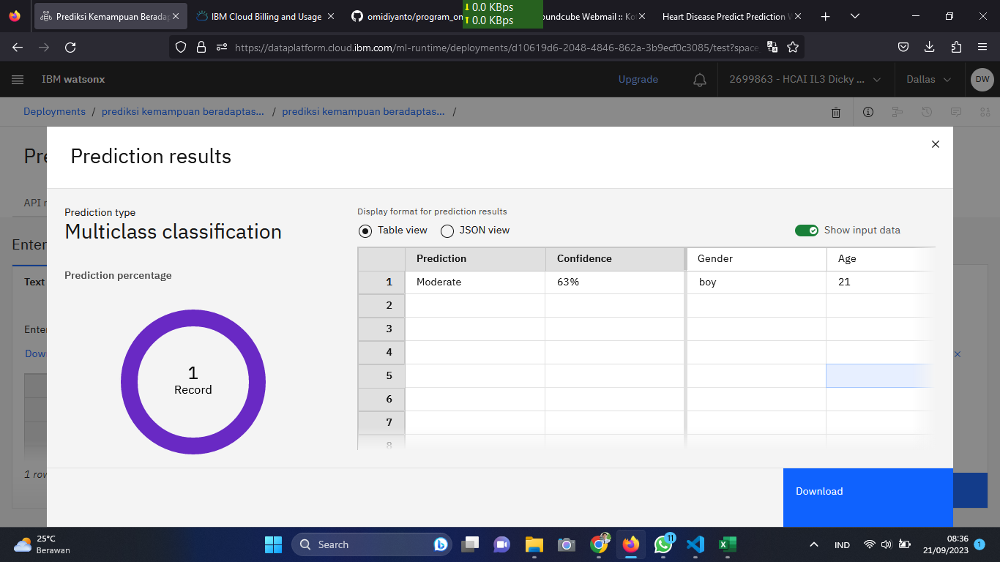 Prediksi Kemampuan Beradap
IBM Cloud Billing and Usage
omidiyanto/program_on
0.0 KBps
0.0 KBps
oundcube Webmail :: Ko
Heart Disease Predict Prediction W
https://dataplatform.cloud.ibm.com/ml-runtime/deployments/d10619d6-2048-4846-862a-3b9ecf0c3085/test?space
IBM watsonx
Upgrade
2699863 - HCAI IL3 Dicky ...
Dallas
DW
Deployments / prediksi kemampuan beradaptas... / prediksi kemampuan beradaptas... /
Pre
API r
Enter
Text
Enter
Down
1 row
Prediction results
Prediction type
Multiclass classification
Prediction percentage
1
Record
Display format for prediction results
Table view
JSON view
Show input data
Prediction Confidence Gender Age
1 Moderate 63% boy 21
2
3
4
5
6
7
8
Download
25°C
Berawan
Search
11
IND
08:36
21/09/2023
1